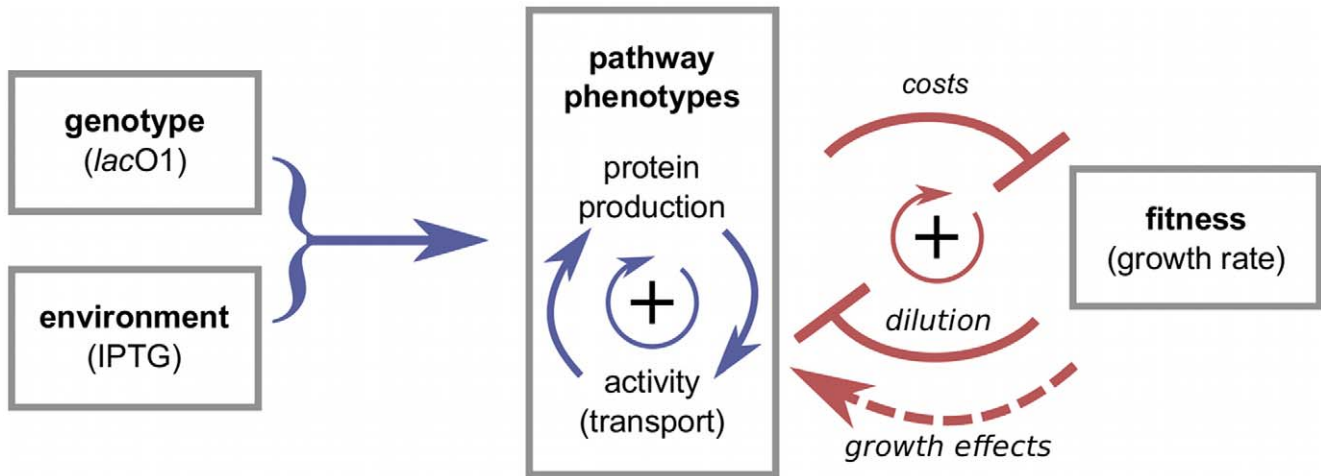 genotype
(lacO1)
environment
(IPTG)
pathway
phenotypes
protein
production
+
activity
(transport)
costs
+
dilution
growth effects
fitness
(growth rate)